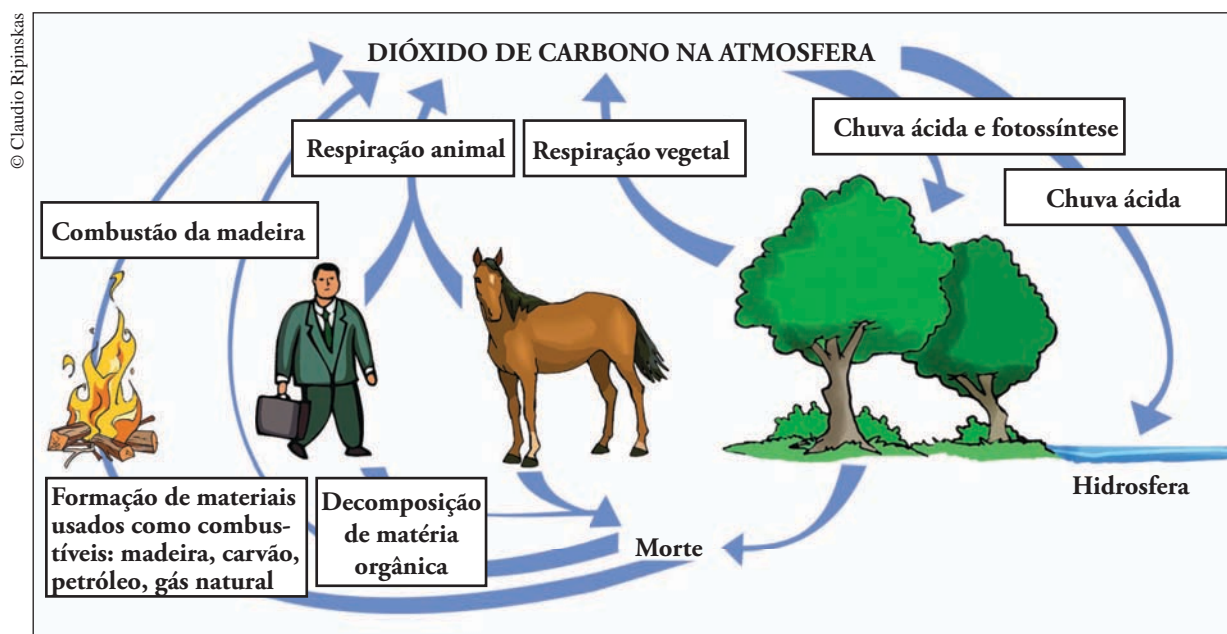 © Claudio Ripinskas
DIÓXIDO DE CARBONO NA ATMOSFERA
Respiração animal
Respiração vegetal
Chuva ácida e fotossíntese
Chuva ácida
Combustão da madeira
Formação de materiais
usados como combus-
tíveis: madeira, carvão,
petróleo, gás natural
Decomposição
de matéria
orgânica
Morte
Hidrosfera